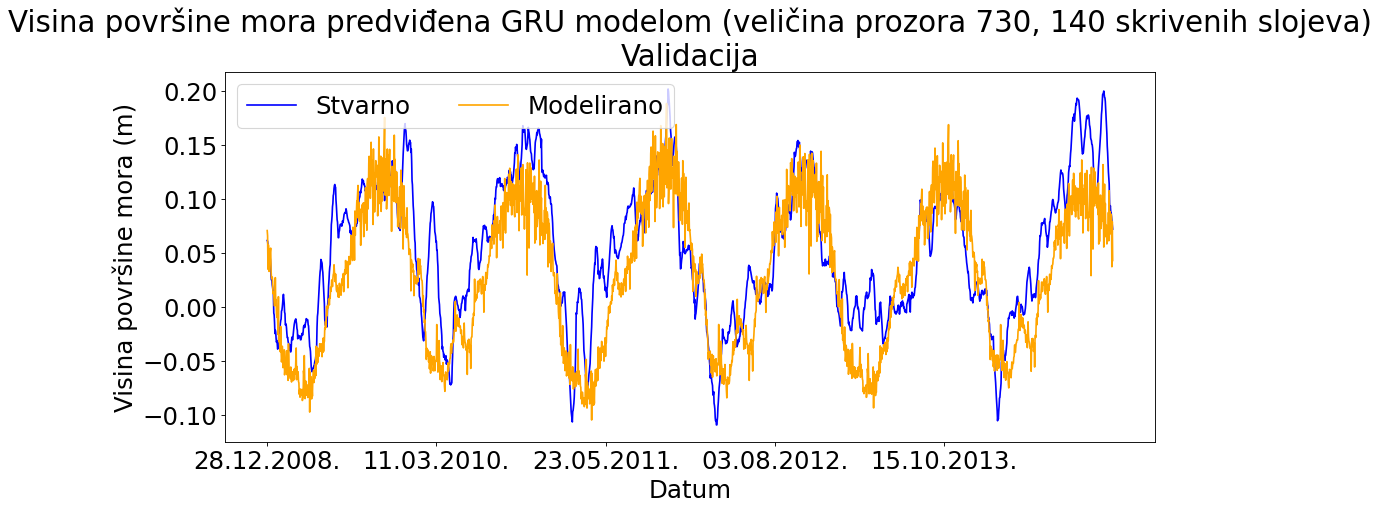 Visina površine mora predviđena GRU modelom (veličina prozora 730, 140 skrivenih slojeva)
Validacija
Stvarno Modelirano
Visina površine mora (m)
0.20
0.15
0.10
0.05
0.00
−0.05
−0.10
28.12.2008. 11.03.2010. 23.05.2011. 03.08.2012. 15.10.2013.
Datum